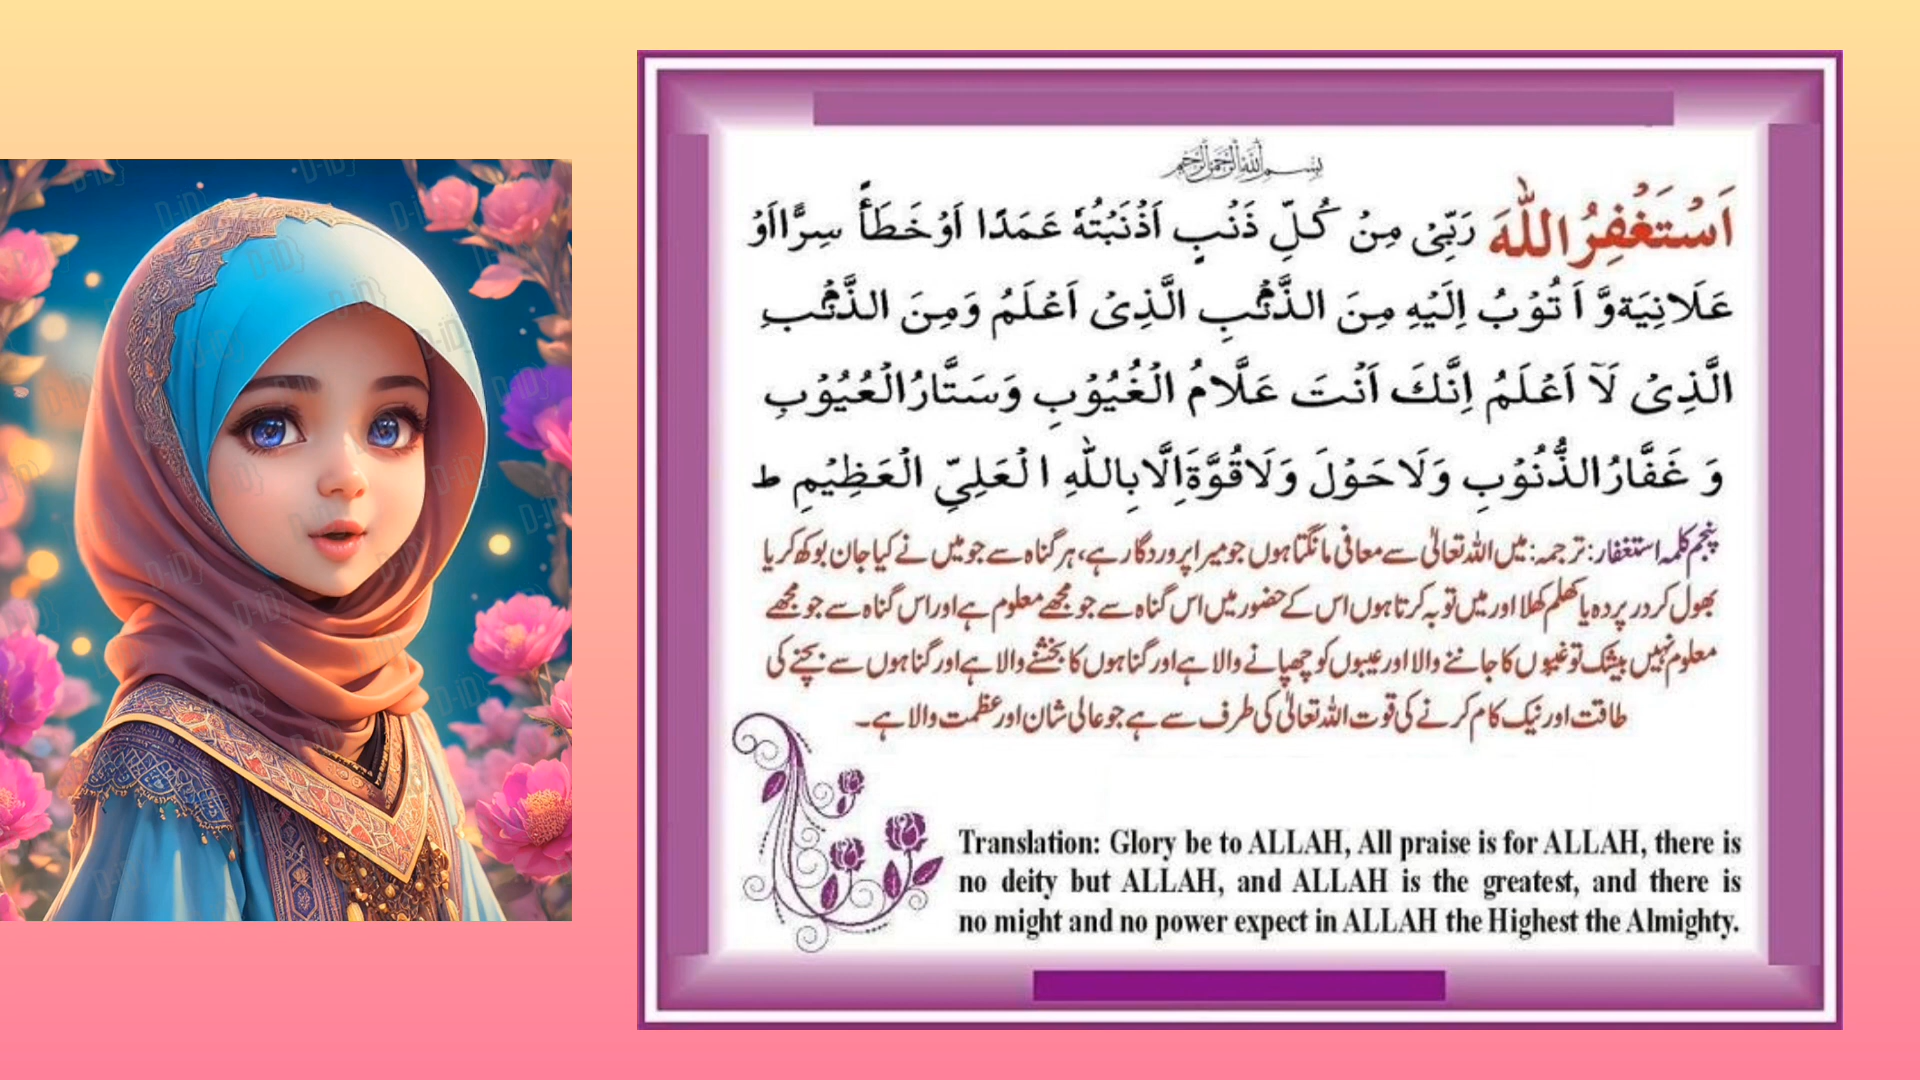 بسم الله الرحمن الرحيم
اَسْتَغْفِرُاللّٰهَ رَبِّىْ مِنْ كُلِّ ذَنْبٍ اَذْنَبْتُهٗ عَمَدًا اَوْخَطَأً سِرًّااَوْ
عَلَانِيَةوَّ اَ تُوْبُ اِلَيْهِ مِنَ الذَّنْۢبِ الَّذِىْ اَعْلَمُ وَمِنَ الذَّنْۢبِ
الَّذِىْ لَآ اَعْلَمُ اِنَّكَ اَنْتَ عَلَّامُ الْغُيُوْبِ وَسَتَّارُالْعُيُوْبِ
وَ غَفَّارُالذُّنُوْبِ وَلَاحَوْلَ وَلَاقُوَّةَاِلَّابِاللّٰهِ ا لْعَلِىِّ الْعَظِيْمِ ط
پنجم کلمہ استغفار: ترجمہ: میں اللہ تعالیٰ سے معافی مانگتا ہوں جو میرا پروردگار ہے، ہر گناہ سے جو میں نے کیا جان بوکھ کر یا
بھول کر در پردہ یا کھلم کھلا اور میں توبہ کرتا ہوں اس کے حضور میں اس گناہ سے جو مجھے معلوم ہے اور اس گناہ سے جو مجھے
معلوم نہیں بیشک تو غیبوں کا جاننے والا اور عیبوں کو چھپانے والا ہے اور گناہوں کا بخشنے والا ہے اور گناہوں سے بچنے کی
طاقت اور نیک کام کرنے کی قوت اللہ تعالیٰ کی طرف سے ہے جو عالی شان اور عظمت والا ہے۔
Translation: Glory be to ALLAH, All praise is for ALLAH, there is
no deity but ALLAH, and ALLAH is the greatest, and there is
no might and no power expect in ALLAH the Highest the Almighty.